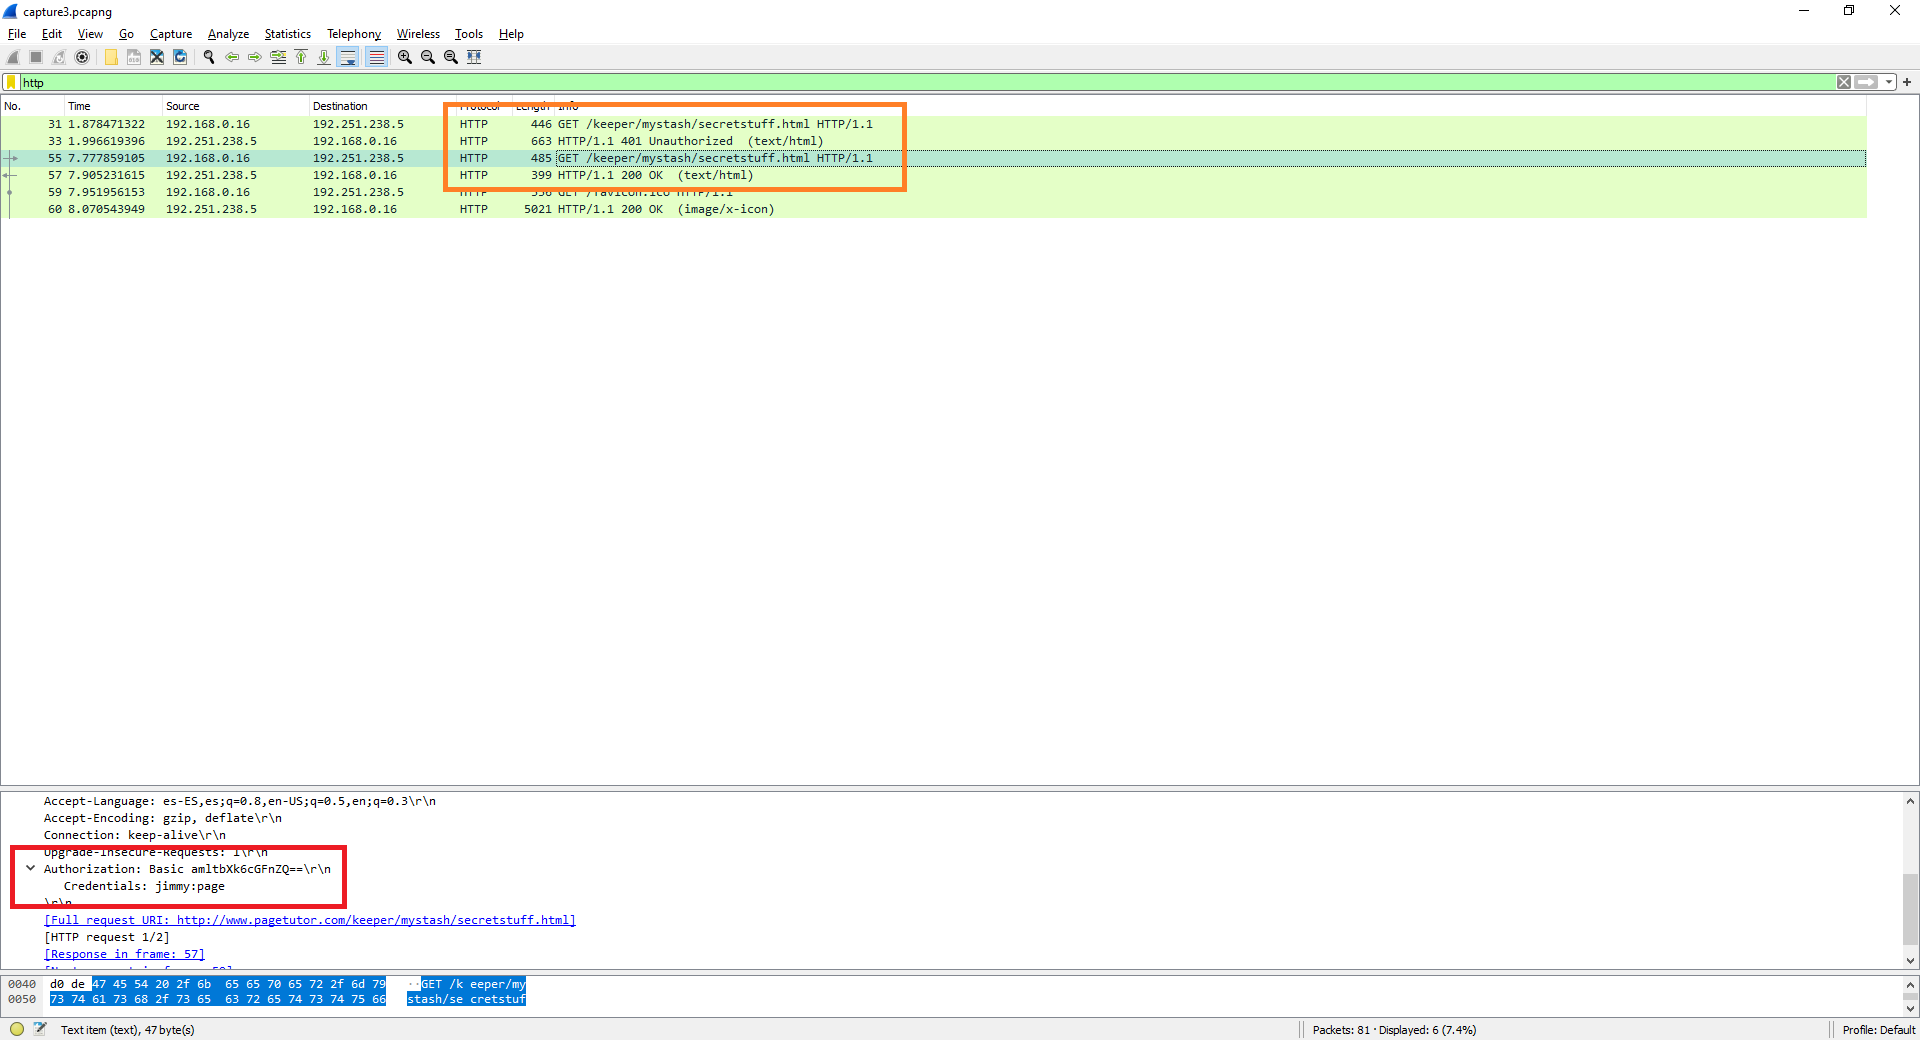 capture3.pcapng
File Edit View Go Capture Analyze Statistics Telephony Wireless Tools Help
http
No. Time Source Destination Protocol Length Info
31 1.878471322 192.168.0.16 192.251.238.5 HTTP 446 GET /keeper/mystash/secretstuff.html HTTP/1.1
33 1.996619396 192.251.238.5 192.168.0.16 HTTP 663 HTTP/1.1 401 Unauthorized (text/html)
55 7.777859105 192.168.0.16 192.251.238.5 HTTP 485 GET /keeper/mystash/secretstuff.html HTTP/1.1
57 7.905231615 192.251.238.5 192.168.0.16 HTTP 399 HTTP/1.1 200 OK (text/html)
59 7.951956153 192.168.0.16 192.251.238.5 HTTP 356 GET /favicon.ico HTTP/1.1
60 8.070543949 192.251.238.5 192.168.0.16 HTTP 5021 HTTP/1.1 200 OK (image/x-icon)
Accept-Language: es-ES,es;q=0.8,en-US;q=0.5,en;q=0.3\r\n
Accept-Encoding: gzip, deflate\r\n
Connection: keep-alive\r\n
Upgrade-Insecure-Requests: 1\r\n
Authorization: Basic amltbXk6cGFnZQ==\r\n
Credentials: jimmy:page
\r\n
[Full request URI: http://www.pagetutor.com/keeper/mystash/secretstuff.html]
[HTTP request 1/2]
[Response in frame: 57]
0040 d0 de 47 45 54 20 2f 6b 65 65 70 65 72 2f 6d 79 ··GET /k eeper/my
0050 73 74 61 73 68 2f 73 65 63 72 65 74 73 74 75 66 stash/se cretstuf
Text item (text), 47 byte(s)
Packets: 81 · Displayed: 6 (7.4%)
Profile: Default